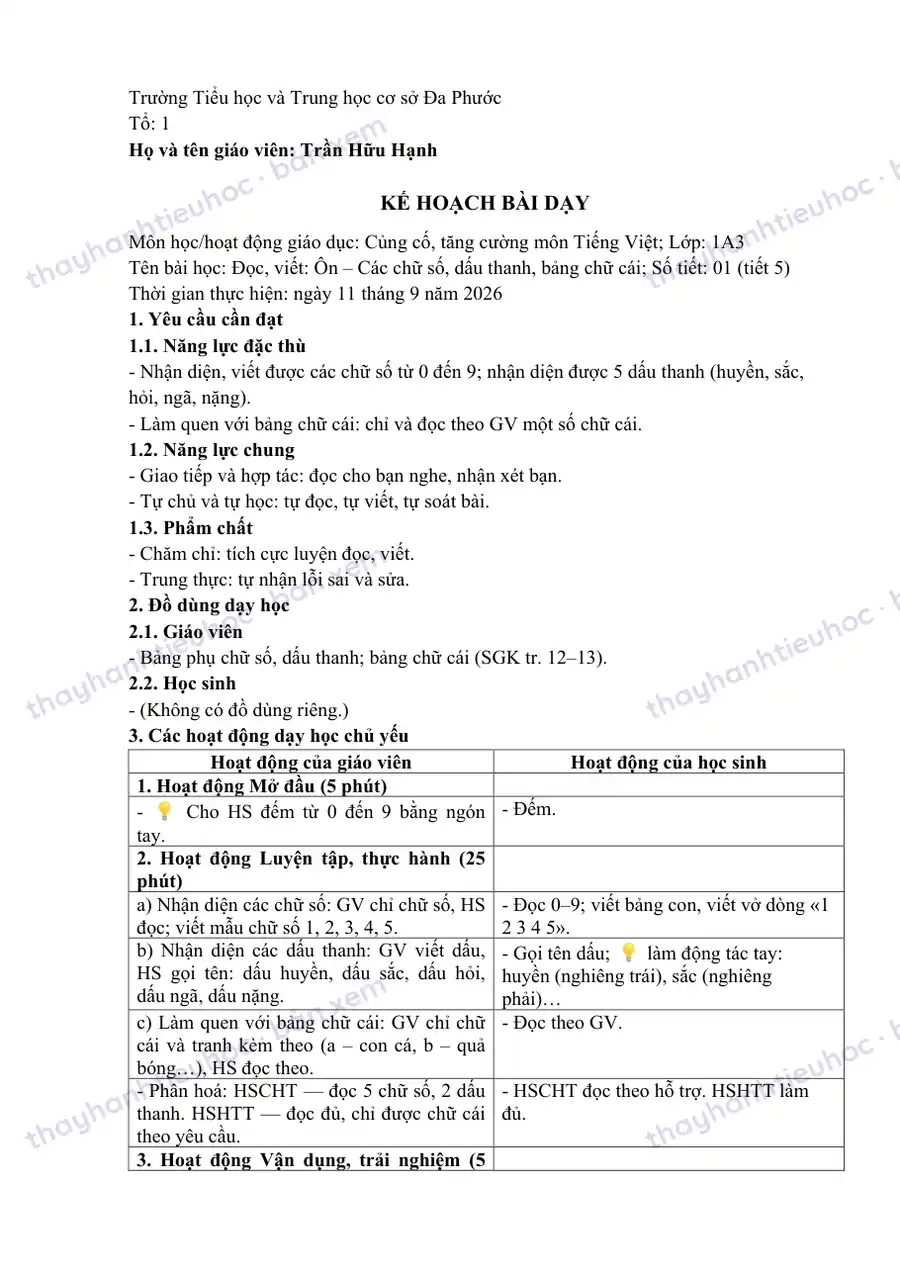 Trường Tiểu học và Trung học cơ sở Đa Phước
Tổ: 1
Họ và tên giáo viên: Trần Hữu Hạnh
KẾ HOẠCH BÀI DẠY
Môn học/hoạt động giáo dục: Củng cố, tăng cường môn Tiếng Việt; Lớp: 1A3
Tên bài học: Đọc, viết: Ôn – Các chữ số, dấu thanh, bảng chữ cái; Số tiết: 01 (tiết 5)
Thời gian thực hiện: ngày 11 tháng 9 năm 2026
1. Yêu cầu cần đạt
1.1. Năng lực đặc thù
- Nhận diện, viết được các chữ số từ 0 đến 9; nhận diện được 5 dấu thanh (huyền, sắc,
hỏi, ngã, nặng).
- Làm quen với bảng chữ cái: chỉ và đọc theo GV một số chữ cái.
1.2. Năng lực chung
- Giao tiếp và hợp tác: đọc cho bạn nghe, nhận xét bạn.
- Tự chủ và tự học: tự đọc, tự viết, tự soát bài.
1.3. Phẩm chất
- Chăm chỉ: tích cực luyện đọc, viết.
- Trung thực: tự nhận lỗi sai và sửa.
2. Đồ dùng dạy học
2.1. Giáo viên
- Bảng phụ chữ số, dấu thanh; bảng chữ cái (SGK tr. 12–13).
2.2. Học sinh
- (Không có đồ dùng riêng.)
3. Các hoạt động dạy học chủ yếu
Hoạt động của giáo viên
Hoạt động của học sinh
1. Hoạt động Mở đầu (5 phút)
- 💡 Cho HS đếm từ 0 đến 9 bằng ngón
tay.
- Đếm.
2. Hoạt động Luyện tập, thực hành (25
phút)
a) Nhận diện các chữ số: GV chỉ chữ số, HS
đọc; viết mẫu chữ số 1, 2, 3, 4, 5.
- Đọc 0–9; viết bảng con, viết vở dòng «1
2 3 4 5».
b) Nhận diện các dấu thanh: GV viết dấu,
HS gọi tên: dấu huyền, dấu sắc, dấu hỏi,
dấu ngã, dấu nặng.
- Gọi tên dấu; 💡 làm động tác tay:
huyền (nghiêng trái), sắc (nghiêng
phải)…
c) Làm quen với bảng chữ cái: GV chỉ chữ
cái và tranh kèm theo (a – con cá, b – quả
bóng…), HS đọc theo.
- Đọc theo GV.
- Phân hoá: HSCHT — đọc 5 chữ số, 2 dấu
thanh. HSHTT — đọc đủ, chỉ được chữ cái
theo yêu cầu.
- HSCHT đọc theo hỗ trợ. HSHTT làm
đủ.
3. Hoạt động Vận dụng, trải nghiệm (5
thayhanhtieuhoc · bản xem
thayhanhtieuhoc · b
thayhanhtieuhoc · bản xem
thayhanhtieuhoc · b
thayhanhtieuhoc · bản xem
thayhanhtieuhoc · b